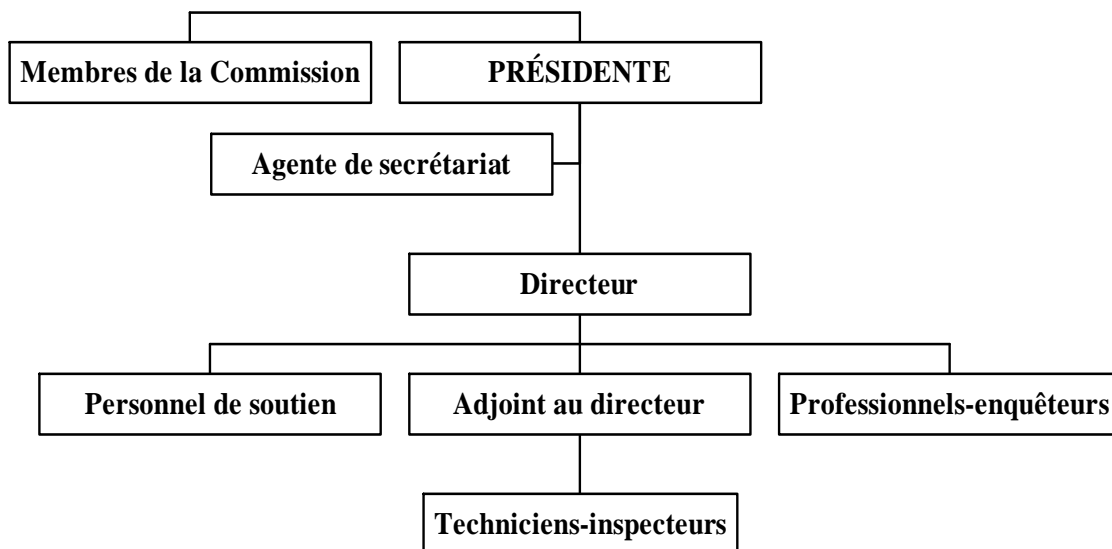 Membres de la Commission
PRÉSIDENTE
Agente de secrétariat
Directeur
Personnel de soutien
Adjoint au directeur
Professionnels-enquêteurs
Techniciens-inspecteurs